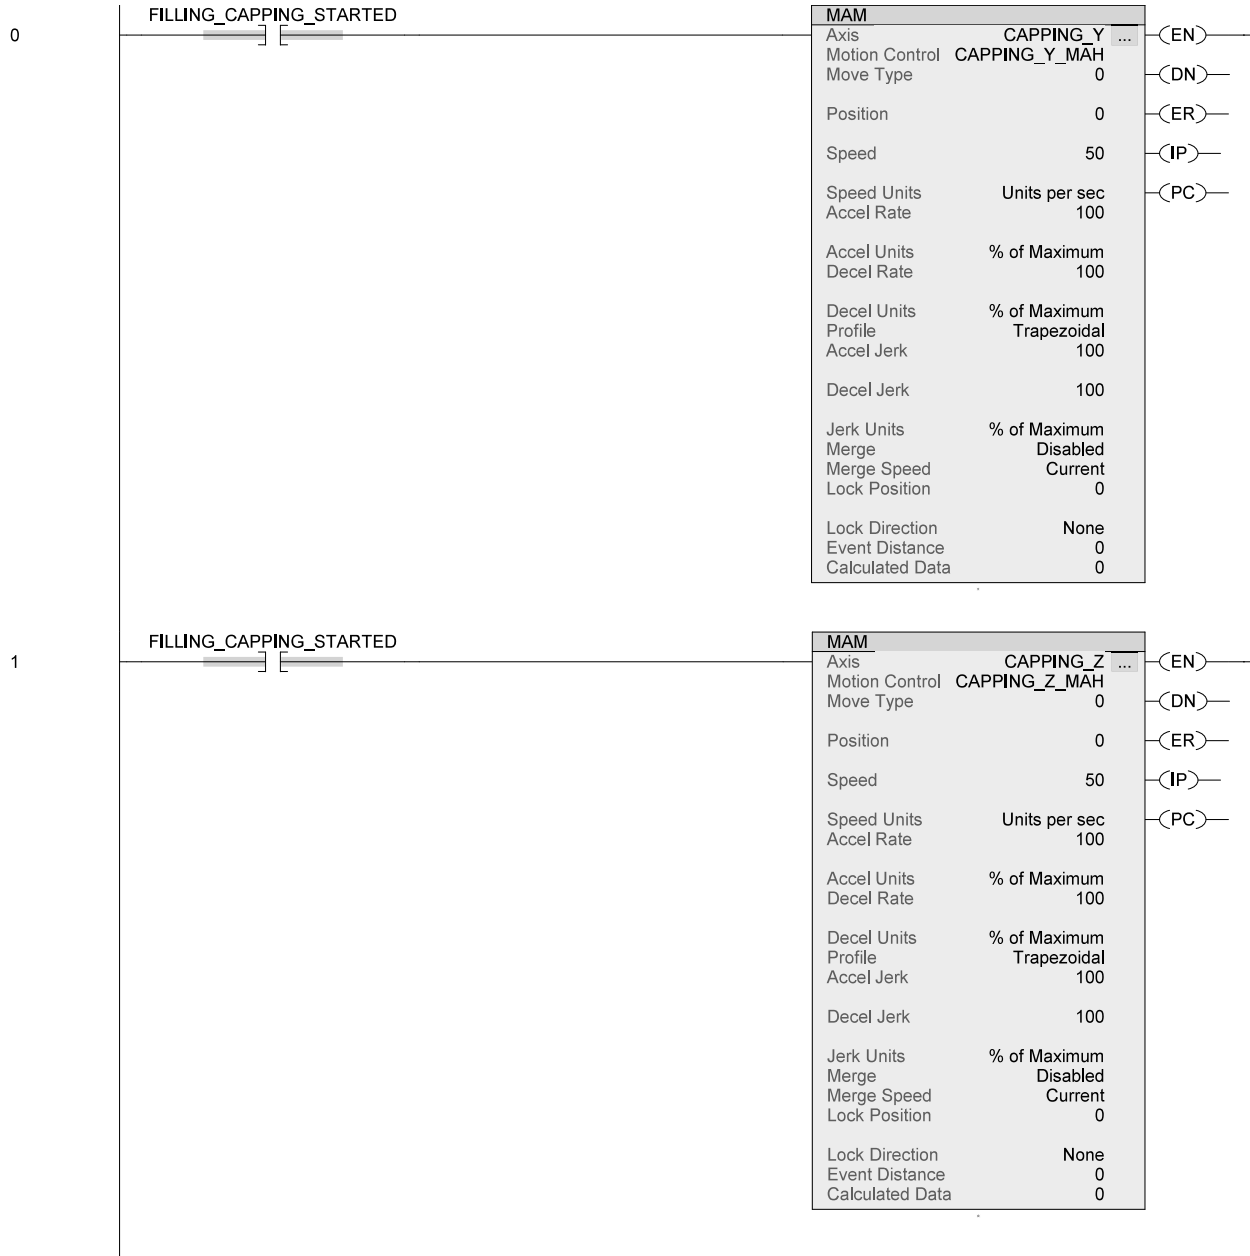 FILLING_CAPPING_STARTED
MAM
0
Axis CAPPING_Y ... EN
Motion Control CAPPING_Y_MAH
Move Type 0 DN
Position 0 ER
Speed 50 IP
Speed Units Units per sec PC
Accel Rate 100
Accel Units % of Maximum
Decel Rate 100
Decel Units % of Maximum
Profile Trapezoidal
Accel Jerk 100
Decel Jerk 100
Jerk Units % of Maximum
Merge Disabled
Merge Speed Current
Lock Position 0
Lock Direction None
Event Distance 0
Calculated Data 0
FILLING_CAPPING_STARTED
MAM
1
Axis CAPPING_Z ... EN
Motion Control CAPPING_Z_MAH
Move Type 0 DN
Position 0 ER
Speed 50 IP
Speed Units Units per sec PC
Accel Rate 100
Accel Units % of Maximum
Decel Rate 100
Decel Units % of Maximum
Profile Trapezoidal
Accel Jerk 100
Decel Jerk 100
Jerk Units % of Maximum
Merge Disabled
Merge Speed Current
Lock Position 0
Lock Direction None
Event Distance 0
Calculated Data 0